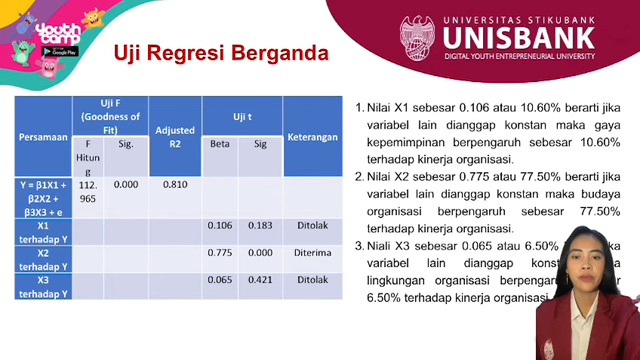 Youth
camp
Google Play
UNIVERSITAS STIKUBANK
UNISBANK
DIGITAL YOUTH ENTREPRENEURIAL UNIVERSITY
Uji Regresi Berganda
Persamaan
Uji F
(Goodness of
Fit)
Adjusted
R2
Uji t
Keterangan
F
Hitun
g
Sig.
Beta
Sig
Y = β1X1 +
β2X2 +
β3X3 + e
112.
965
0.000
0.810
X1
terhadap Y
0.106
0.183
Ditolak
X2
terhadap Y
0.775
0.000
Diterima
X3
terhadap Y
0.065
0.421
Ditolak
1. Nilai X1 sebesar 0.106 atau 10.60% berarti jika
variabel lain dianggap konstan maka gaya
kepemimpinan berpengaruh sebesar 10.60%
terhadap kinerja organisasi.
2. Nilai X2 sebesar 0.775 atau 77.50% berarti jika
variabel lain dianggap konstan maka budaya
organisasi berpengaruh sebesar 77.50%
terhadap kinerja organisasi.
3. Niali X3 sebesar 0.065 atau 6.50%
variabel lain dianggap
lingkungan organisasi
6.50% terhadap kinerja organisasi